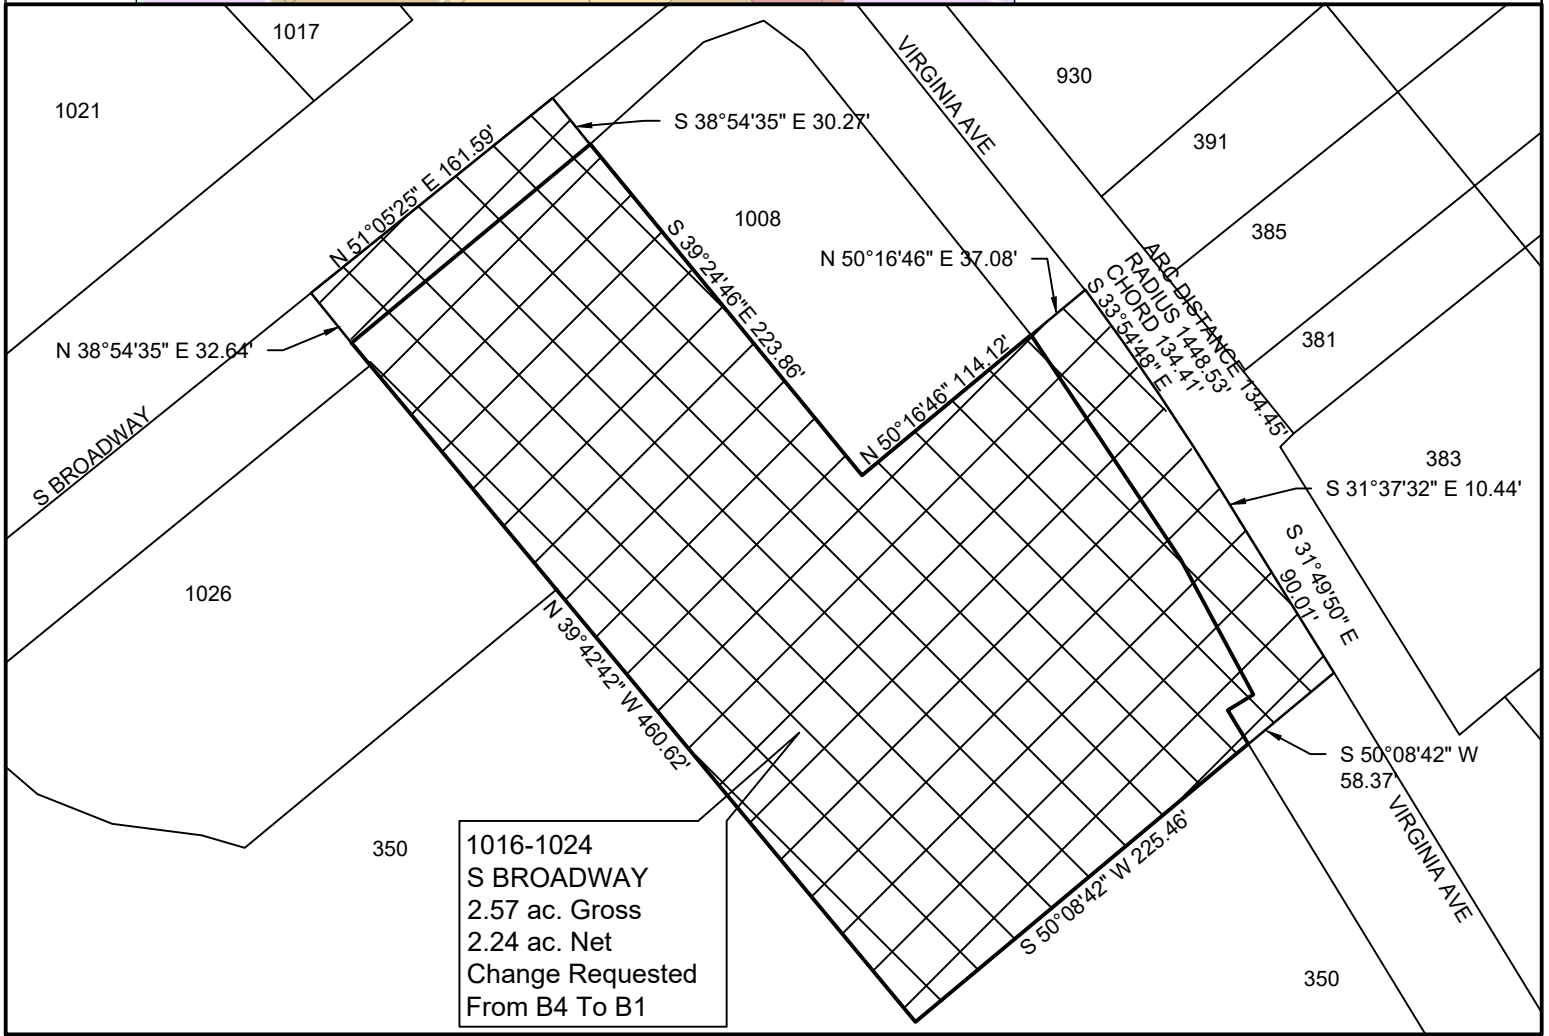 1017
1021
VIRGINIA AVE
930
S 38°54'35" E 30.27'
391
N 51°05'25" E 161.59'
1008
S 39°24'46"E 223.86'
385
N 50°16'46" E 37.08'
ARC DISTANCE 134.45'
RADIUS 1448.53'
CHORD 134.41'
S 33°54'48" E
N 38°54'35" E 32.64'
381
N 50°16'46" 114.12'
S BROADWAY
383
S 31°37'32" E 10.44'
S 31°49'50" E
90.01'
1026
N 39°42'42" W 460.62'
S 50°08'42" W
58.37'
350
1016-1024
S BROADWAY
2.57 ac. Gross
2.24 ac. Net
Change Requested
From B4 To B1
S 50°08'42" W 225.46'
VIRGINIA AVE
350